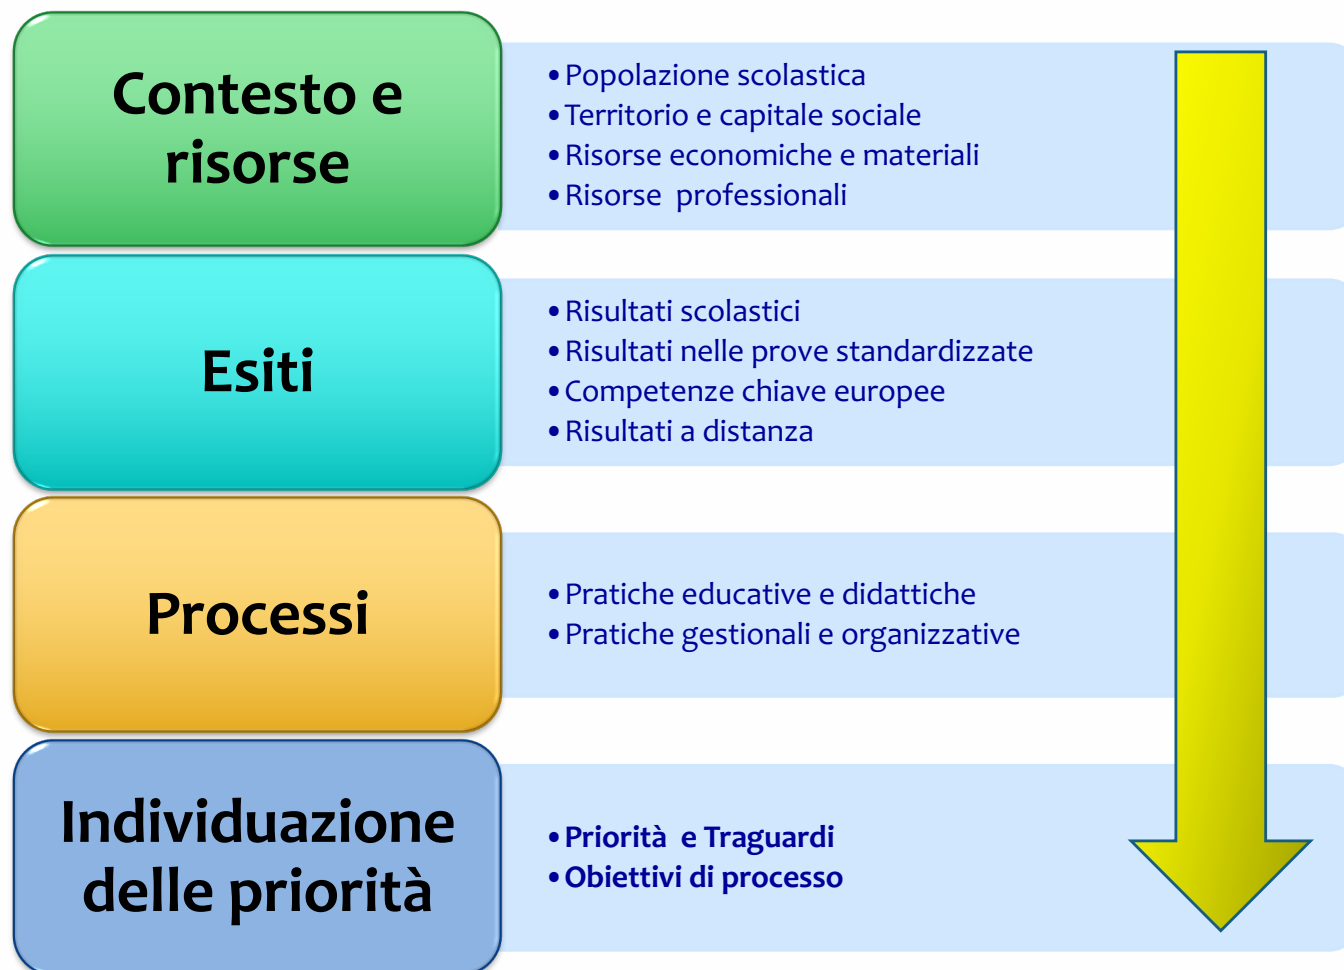 Contesto e
risorse
•Popolazione scolastica
•Territorio e capitale sociale
•Risorse economiche e materiali
•Risorse  professionali
Esiti
•Risultati scolastici
•Risultati nelle prove standardizzate
•Competenze chiave europee
•Risultati a distanza
Processi
•Pratiche educative e didattiche
•Pratiche gestionali e organizzative
Individuazione
delle priorità
•Priorità  e Traguardi
•Obiettivi di processo